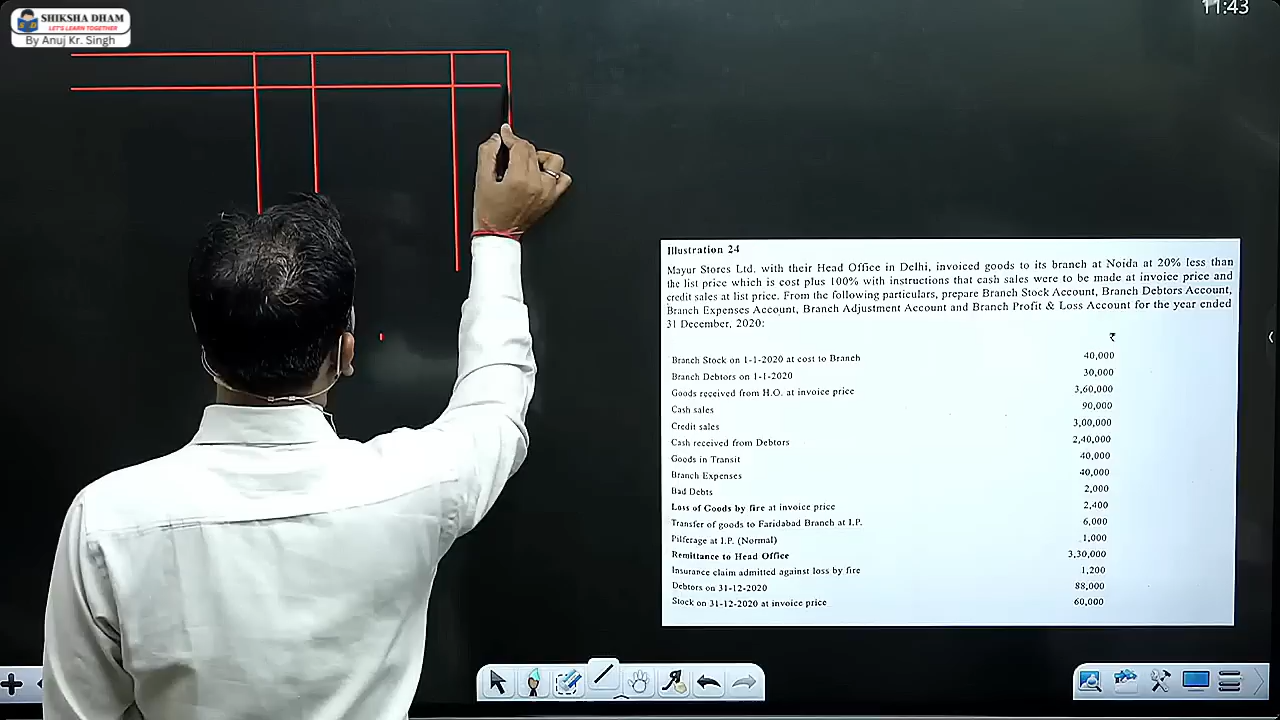 11:43
SHIKSHA DHAM
LET'S LEARN TOGETHER
By Anuj Kr. Singh
Illustration 24
Mayur Stores Ltd. with their Head Office in Delhi, invoiced goods to its branch at Noida at 20% less than
the list price which is cost plus 100% with instructions that cash sales were to be made at invoice price and
credit sales at list price. From the following particulars, prepare Branch Stock Account, Branch Debtors Account,
Branch Expenses Account, Branch Adjustment Account and Branch Profit & Loss Account for the year ended
31 December, 2020:
₹
Branch Stock on 1-1-2020 at cost to Branch 40,000
Branch Debtors on 1-1-2020 30,000
Goods received from H.O. at invoice price 3,60,000
Cash sales 90,000
Credit sales 3,00,000
Cash received from Debtors 2,40,000
Goods in Transit 40,000
Branch Expenses 40,000
Bad Debts 2,000
Loss of Goods by fire at invoice price 2,400
Transfer of goods to Faridabad Branch at I.P. 6,000
Pilferage at I.P. (Normal) 1,000
Remittance to Head Office 3,30,000
Insurance claim admitted against loss by fire 1,200
Debtors on 31-12-2020 88,000
Stock on 31-12-2020 at invoice price 60,000